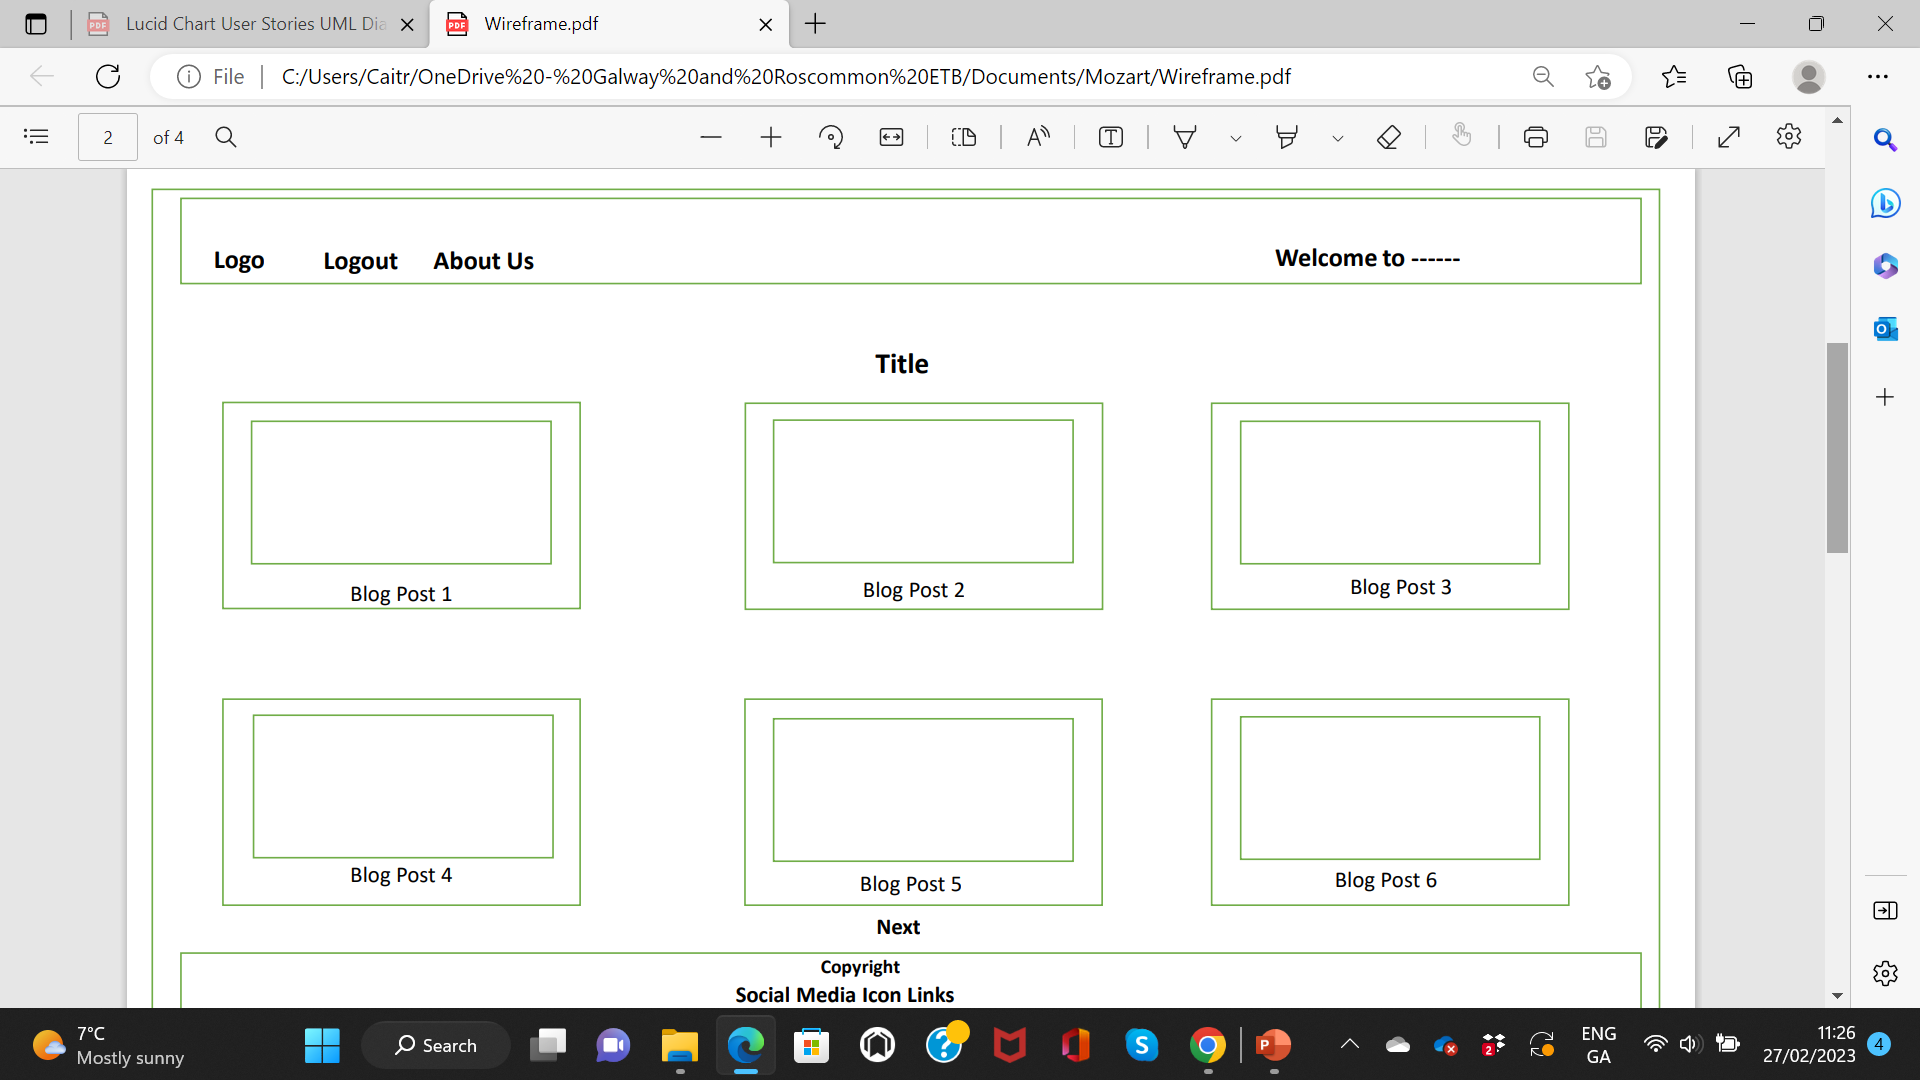 Lucid Chart User Stories UML Dia
Wireframe.pdf
File
C:/Users/Caitr/OneDrive%20-%20Galway%20and%20Roscommon%20ETB/Documents/Mozart/Wireframe.pdf
2 of 4
Logo Logout About Us Welcome to ------
Title
Blog Post 1 Blog Post 2 Blog Post 3
Blog Post 4 Blog Post 5 Blog Post 6
Next
Copyright
Social Media Icon Links
7°C
Mostly sunny
Search
ENG
GA
11:26
27/02/2023
4